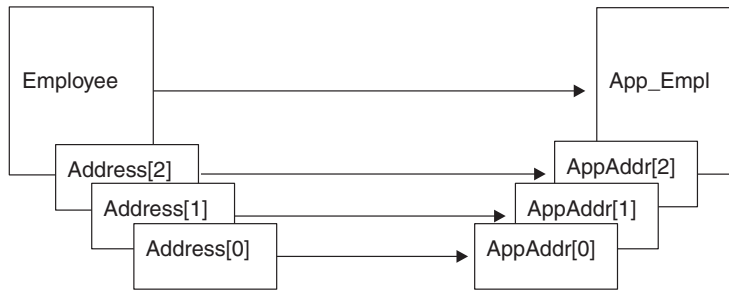 Employee
App_Empl
Address[2]
AppAddr[2]
Address[1]
AppAddr[1]
Address[0]
AppAddr[0]